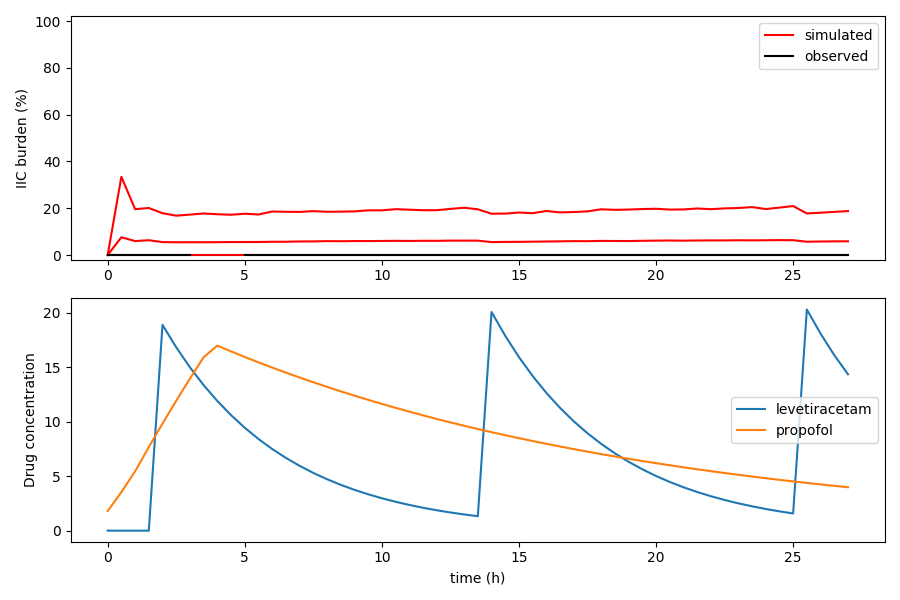 IIC burden (%)
100
80
60
40
20
0
0 5 10 15 20 25
simulated
observed
Drug concentration
20
15
10
5
0
0 5 10 15 20 25
levetiracetam
propofol
time (h)